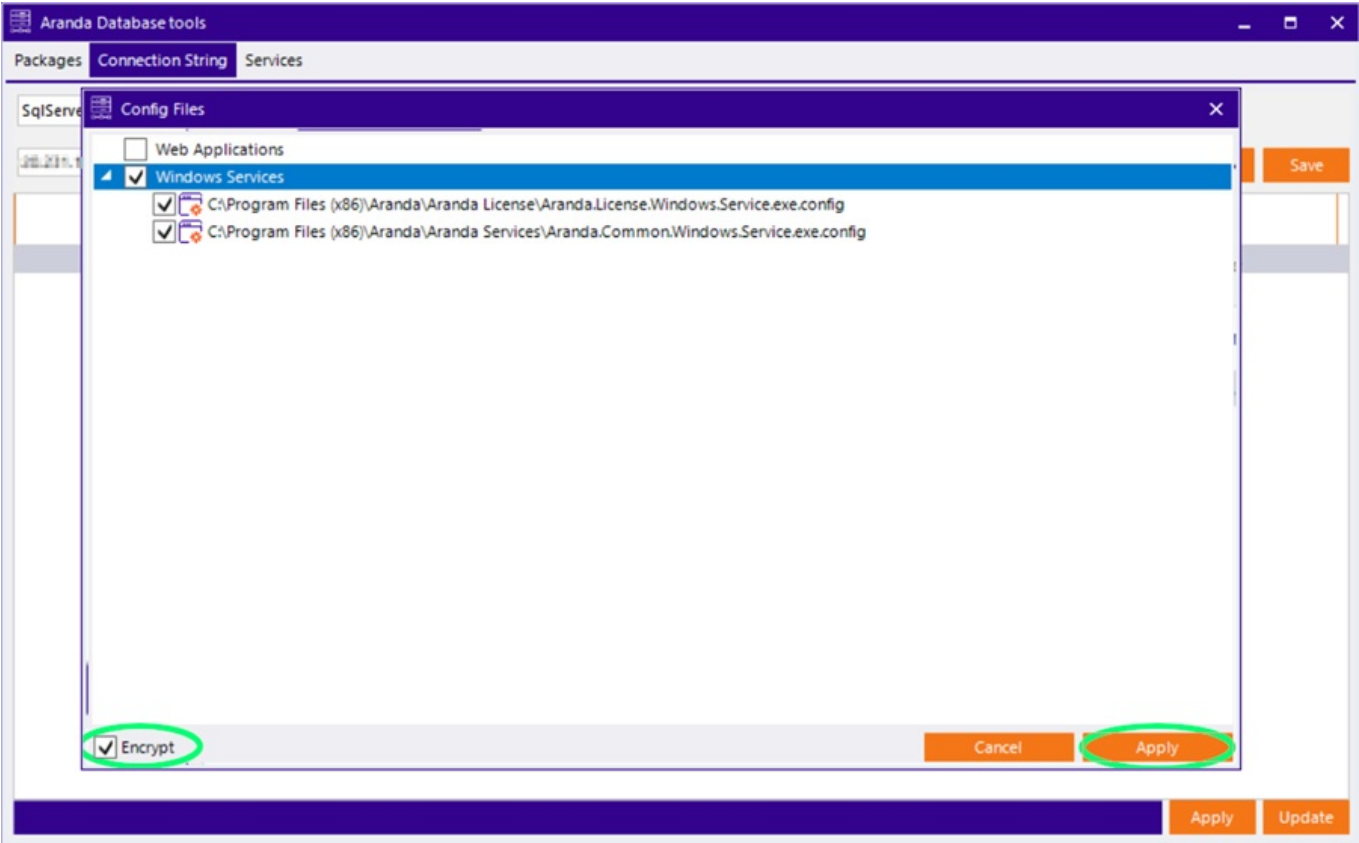 Aranda Database tools
Packages Connection String Services
SqlServe
Config Files
Web Applications
Save
Windows Services
C:\Program Files (x86)\Aranda\Aranda License\Aranda.License.Windows.Service.exe.config
C:\Program Files (x86)\Aranda\Aranda Services\Aranda.Common.Windows.Service.exe.config
Encrypt Cancel Apply
Apply Update